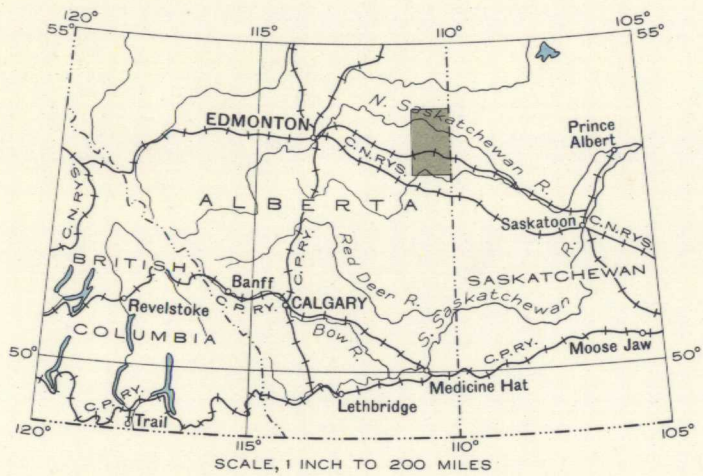 120°
115°
110°
105°
55°
55°
EDMONTON
N. Saskatchewan R.
Prince
Albert
C.N.RYS.
C.N.RYS.
ALBERTA
Saskatoon
C.N.RYS.
C.P.RY.
Red Deer R.
R.
SASKATCHEWAN
BRITISH
Banff
C.P.RY.
CALGARY
S. Saskatchewan
Revelstoke
Bow R.
COLUMBIA
C.P.RY.
Moose Jaw
50°
50°
Medicine Hat
C.P.RY.
Lethbridge
Trail
120°
115°
110°
105°
SCALE, 1 INCH TO 200 MILES